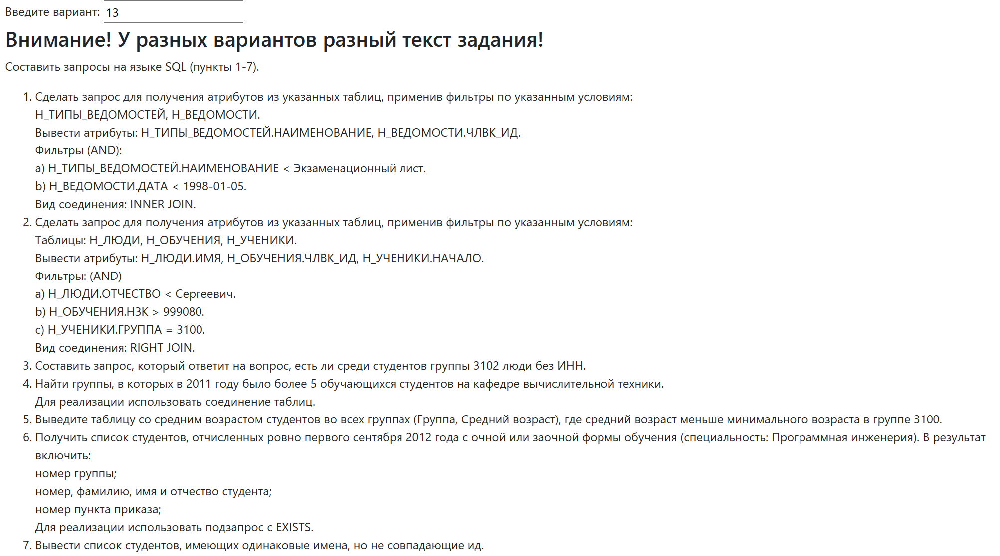 Введите вариант: 13
Внимание! У разных вариантов разный текст задания!
Составить запросы на языке SQL (пункты 1-7).
1. Сделать запрос для получения атрибутов из указанных таблиц, применив фильтры по указанным условиям:
Н_ТИПЫ_ВЕДОМОСТЕЙ, Н_ВЕДОМОСТИ.
Вывести атрибуты: Н_ТИПЫ_ВЕДОМОСТЕЙ.НАИМЕНОВАНИЕ, Н_ВЕДОМОСТИ.ЧЛВК_ИД.
Фильтры (AND):
a) Н_ТИПЫ_ВЕДОМОСТЕЙ.НАИМЕНОВАНИЕ < Экзаменационный лист.
b) Н_ВЕДОМОСТИ.ДАТА < 1998-01-05.
Вид соединения: INNER JOIN.
2. Сделать запрос для получения атрибутов из указанных таблиц, применив фильтры по указанным условиям:
Таблицы: Н_ЛЮДИ, Н_ОБУЧЕНИЯ, Н_УЧЕНИКИ.
Вывести атрибуты: Н_ЛЮДИ.ИМЯ, Н_ОБУЧЕНИЯ.ЧЛВК_ИД, Н_УЧЕНИКИ.НАЧАЛО.
Фильтры: (AND)
a) Н_ЛЮДИ.ОТЧЕСТВО < Сергеевич.
b) Н_ОБУЧЕНИЯ.НЗК > 999080.
c) Н_УЧЕНИКИ.ГРУППА = 3100.
Вид соединения: RIGHT JOIN.
3. Составить запрос, который ответит на вопрос, есть ли среди студентов группы 3102 люди без ИНН.
4. Найти группы, в которых в 2011 году было более 5 обучающихся студентов на кафедре вычислительной техники.
Для реализации использовать соединение таблиц.
5. Выведите таблицу со средним возрастом студентов во всех группах (Группа, Средний возраст), где средний возраст меньше минимального возраста в группе 3100.
6. Получить список студентов, отчисленных ровно первого сентября 2012 года с очной или заочной формы обучения (специальность: Программная инженерия). В результат
включить:
номер группы;
номер, фамилию, имя и отчество студента;
номер пункта приказа;
Для реализации использовать подзапрос с EXISTS.
7. Вывести список студентов, имеющих одинаковые имена, но не совпадающие ид.